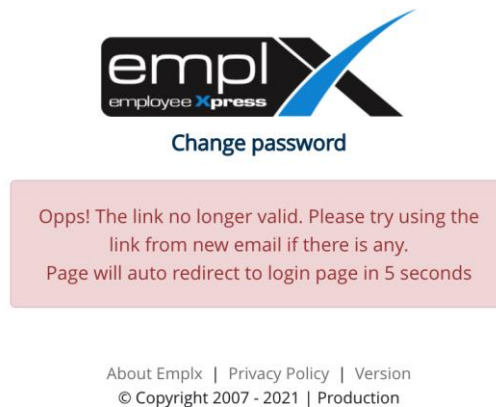 empl X
employee Xpress
Change password
Opps! The link no longer valid. Please try using the
link from new email if there is any.
Page will auto redirect to login page in 5 seconds
About Emplx | Privacy Policy | Version
© Copyright 2007 - 2021 | Production